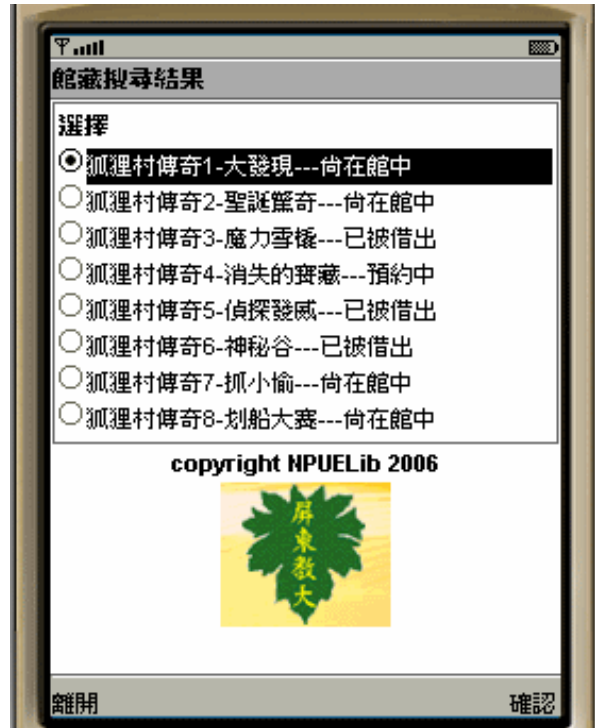 館藏搜尋結果
選擇
狐狸村傳奇1-大發現---尚在館中
狐狸村傳奇2-聖誕驚奇---尚在館中
狐狸村傳奇3-魔力雪橇---已被借出
狐狸村傳奇4-消失的寶藏---預約中
狐狸村傳奇5-偵探發威---已被借出
狐狸村傳奇6-神秘谷---已被借出
狐狸村傳奇7-抓小偷---尚在館中
狐狸村傳奇8-划船大賽---尚在館中
copyright NPUELib 2006
屏東教大
離開
確認